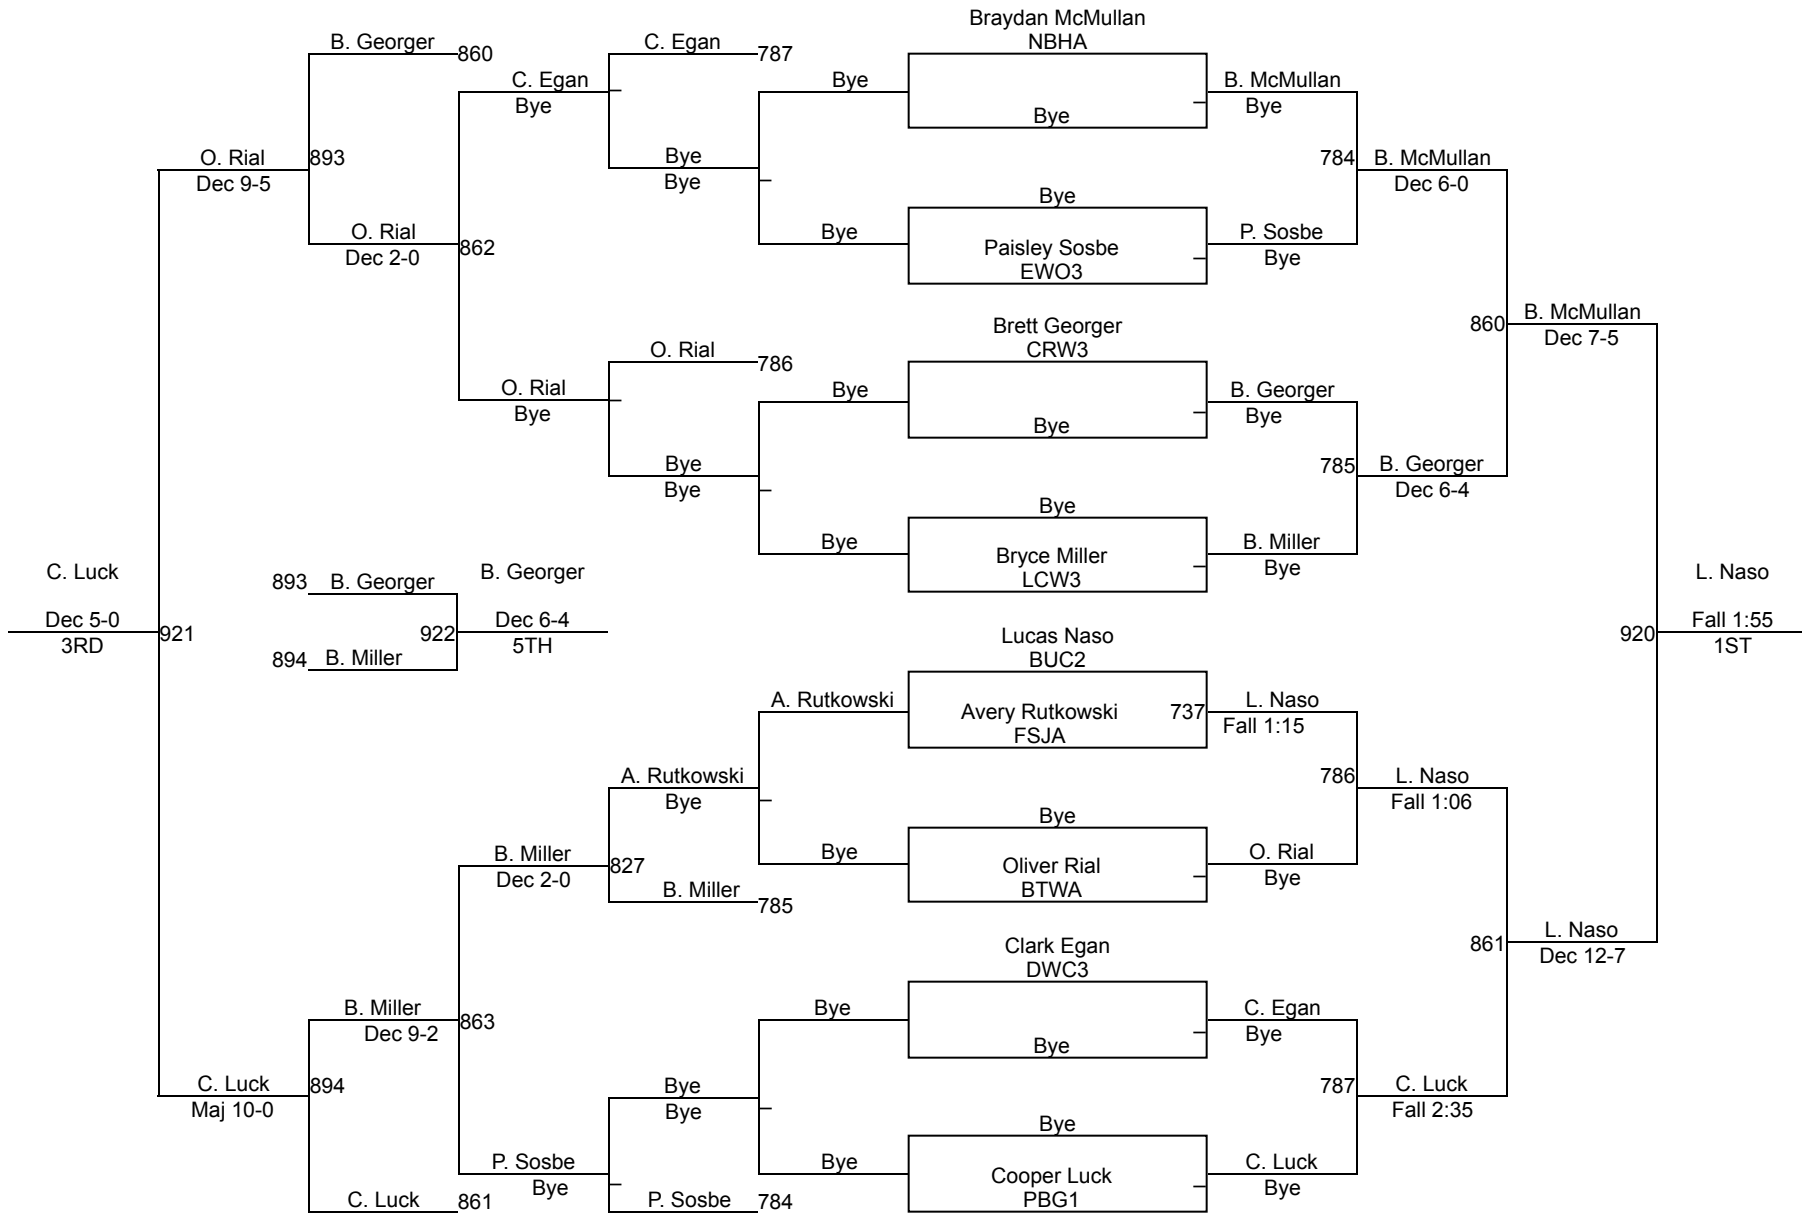 Braydan McMullan
NBHA
B. Georger
860
C. Egan
787
C. Egan
Bye
Bye
Bye
B. McMullan
Bye
O. Rial
893
Dec 9-5
Bye
Bye
784
B. McMullan
Dec 6-0
Bye
O. Rial
Dec 2-0
862
Bye
Paisley Sosbe
EWO3
P. Sosbe
Bye
Brett Georger
CRW3
860
B. McMullan
Dec 7-5
O. Rial
786
O. Rial
Bye
Bye
Bye
B. Georger
Bye
Bye
Bye
785
B. Georger
Dec 6-4
Bye
Bye
Bryce Miller
LCW3
B. Miller
Bye
C. Luck
Dec 5-0
3RD
921
893
B. Georger
894
B. Miller
922
B. Georger
Dec 6-4
5TH
920
L. Naso
Fall 1:55
1ST
Lucas Naso
BUC2
A. Rutkowski
Avery Rutkowski
FSJA
737
L. Naso
Fall 1:15
A. Rutkowski
Bye
786
L. Naso
Fall 1:06
Bye
B. Miller
Dec 2-0
827
Bye
Oliver Rial
BTWA
O. Rial
Bye
B. Miller
785
Clark Egan
DWC3
861
L. Naso
Dec 12-7
B. Miller
Dec 9-2
863
Bye
Bye
C. Egan
Bye
C. Luck
894
Maj 10-0
Bye
Bye
787
C. Luck
Fall 2:35
Bye
P. Sosbe
Bye
Bye
Cooper Luck
PBG1
C. Luck
Bye
C. Luck
861
P. Sosbe
784